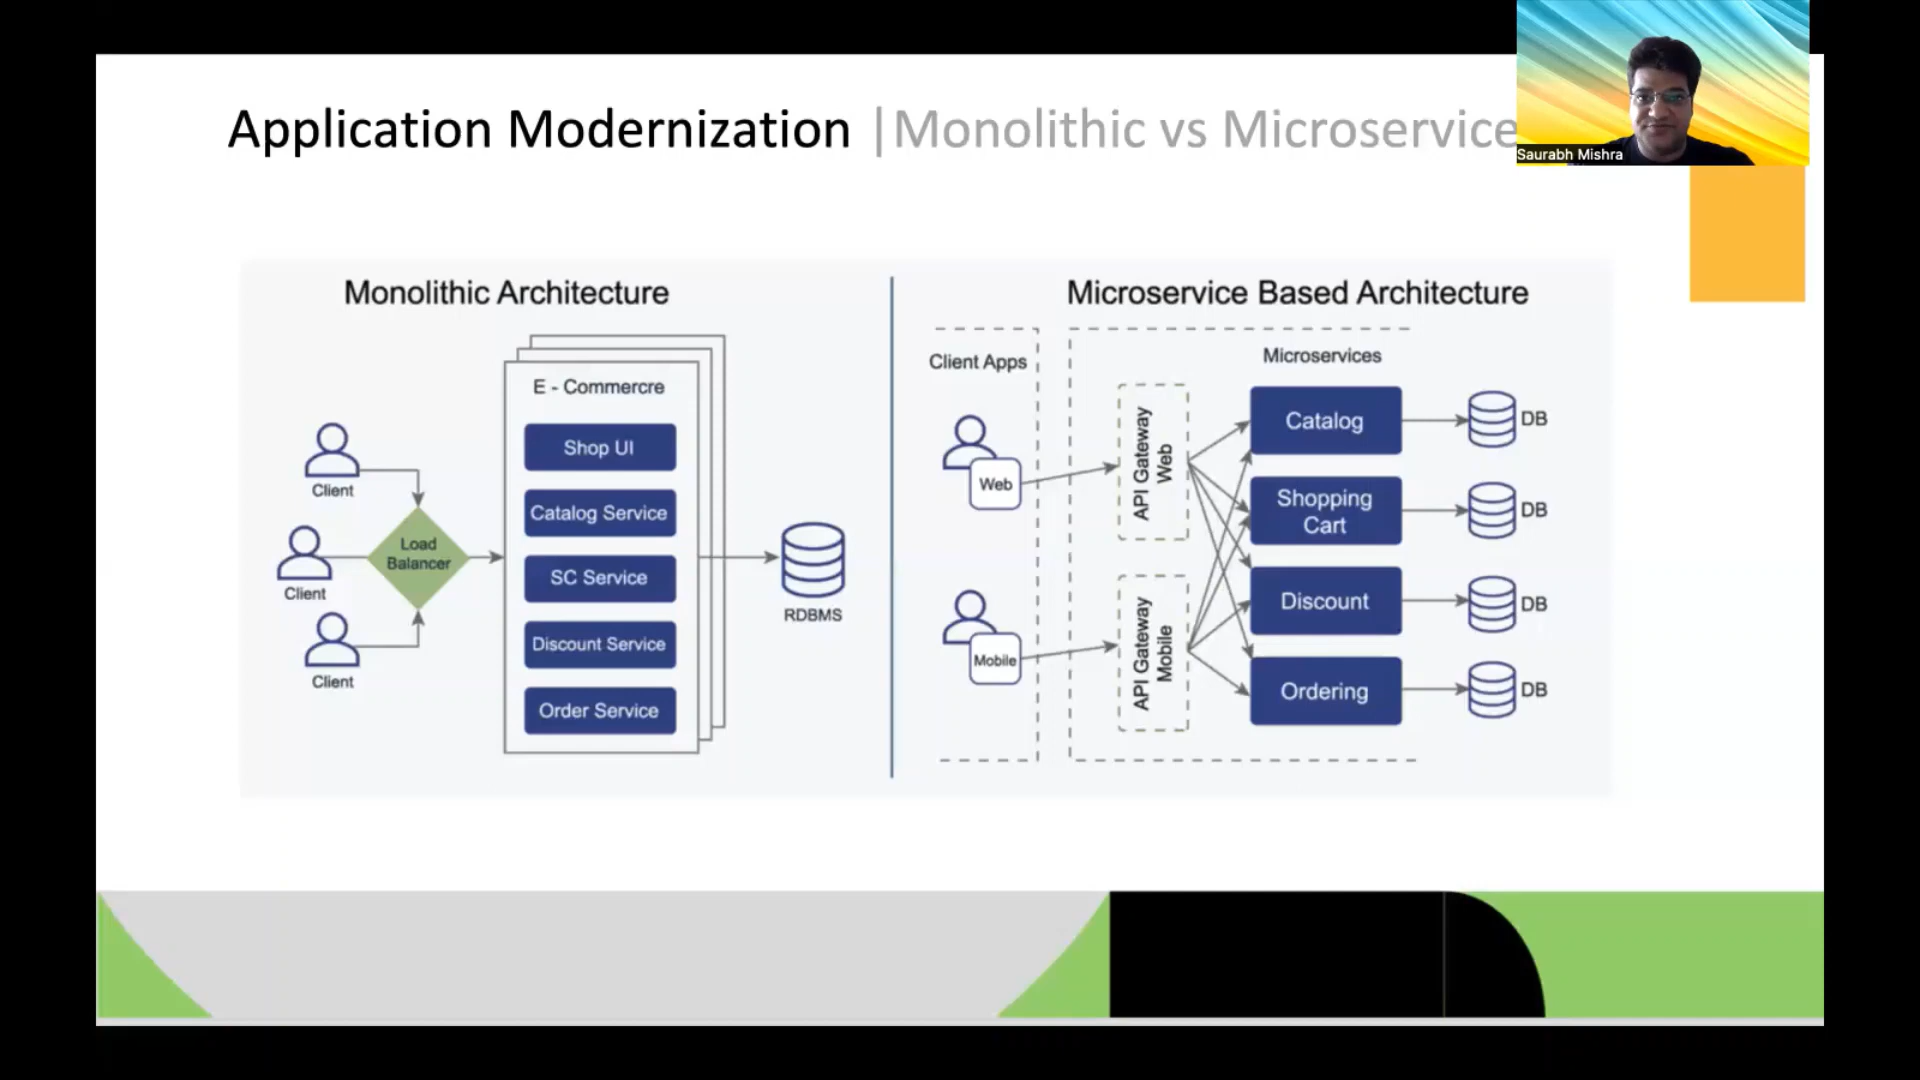 Application Modernization | Monolithic vs Microservice
Saurabh Mishra
Monolithic Architecture
E - Commercre
Shop UI
Catalog Service
SC Service
Discount Service
Order Service
Client
Client
Client
Load
Balancer
RDBMS
Microservice Based Architecture
Client Apps
Web
Mobile
API Gateway
Web
API Gateway
Mobile
Microservices
Catalog
Shopping
Cart
Discount
Ordering
DB
DB
DB
DB